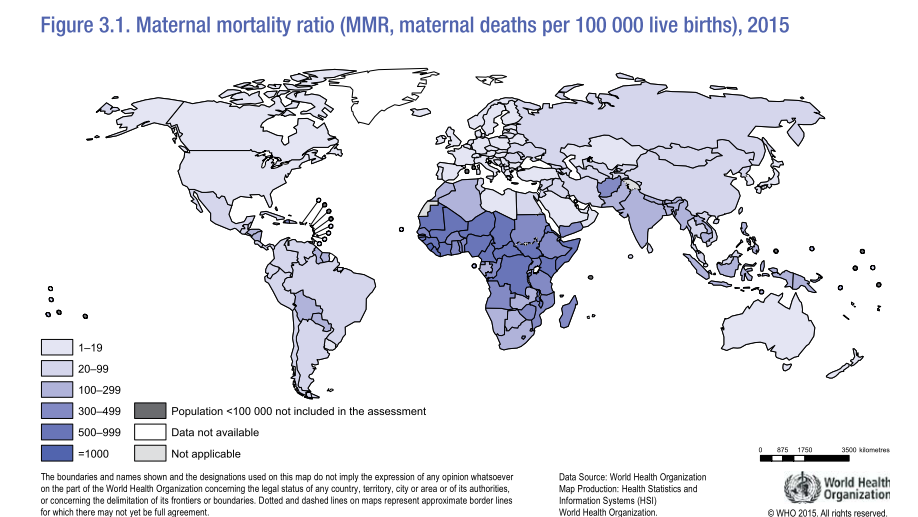 Figure 3.1. Maternal mortality ratio (MMR, maternal deaths per 100 000 live births), 2015
1–19
20–99
100–299
300–499
500–999
=1000
Population <100 000 not included in the assessment
Data not available
Not applicable
0 875 1750 3500 kilometres
The boundaries and names shown and the designations used on this map do not imply the expression of any opinion whatsoever
on the part of the World Health Organization concerning the legal status of any country, territory, city or area or of its authorities,
or concerning the delimitation of its frontiers or boundaries. Dotted and dashed lines on maps represent approximate border lines
for which there may not yet be full agreement.
Data Source: World Health Organization
Map Production: Health Statistics and
Information Systems (HSI)
World Health Organization.
World Health
Organization
© WHO 2015. All rights reserved.